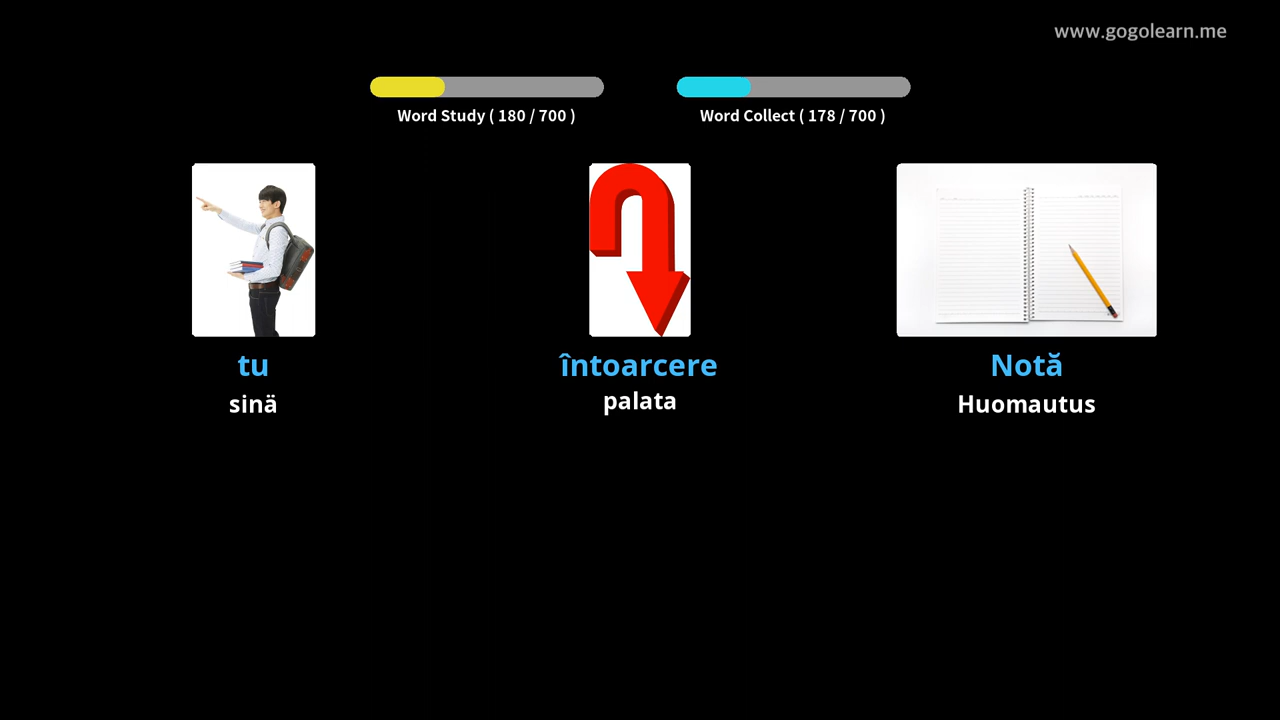 www.gogolearn.me
Word Study ( 180 / 700 )
Word Collect ( 178 / 700 )
tu
sinä
întoarcere
palata
Notă
Huomautus